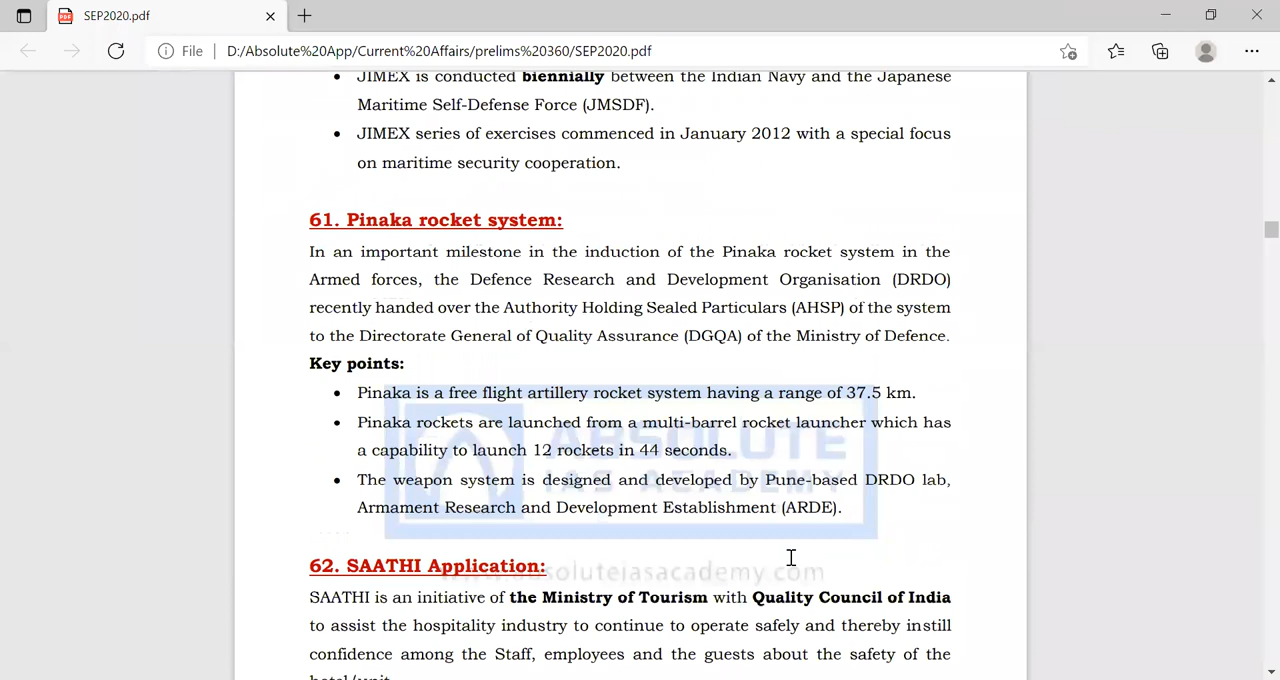 SEP2020.pdf
File
D:/Absolute%20App/Current%20Affairs/prelims%20360/SEP2020.pdf
• JIMEX is conducted biennially between the Indian Navy and the Japanese
Maritime Self-Defense Force (JMSDF).
• JIMEX series of exercises commenced in January 2012 with a special focus
on maritime security cooperation.
61. Pinaka rocket system:
In an important milestone in the induction of the Pinaka rocket system in the
Armed forces, the Defence Research and Development Organisation (DRDO)
recently handed over the Authority Holding Sealed Particulars (AHSP) of the system
to the Directorate General of Quality Assurance (DGQA) of the Ministry of Defence.
Key points:
• Pinaka is a free flight artillery rocket system having a range of 37.5 km.
• Pinaka rockets are launched from a multi-barrel rocket launcher which has
a capability to launch 12 rockets in 44 seconds.
• The weapon system is designed and developed by Pune-based DRDO lab,
Armament Research and Development Establishment (ARDE).
ABSOLUTE
IAS ACADEMY
www.absoluteiasacademy.com
62. SAATHI Application:
SAATHI is an initiative of the Ministry of Tourism with Quality Council of India
to assist the hospitality industry to continue to operate safely and thereby instill
confidence among the Staff, employees and the guests about the safety of the
hotel/unit.